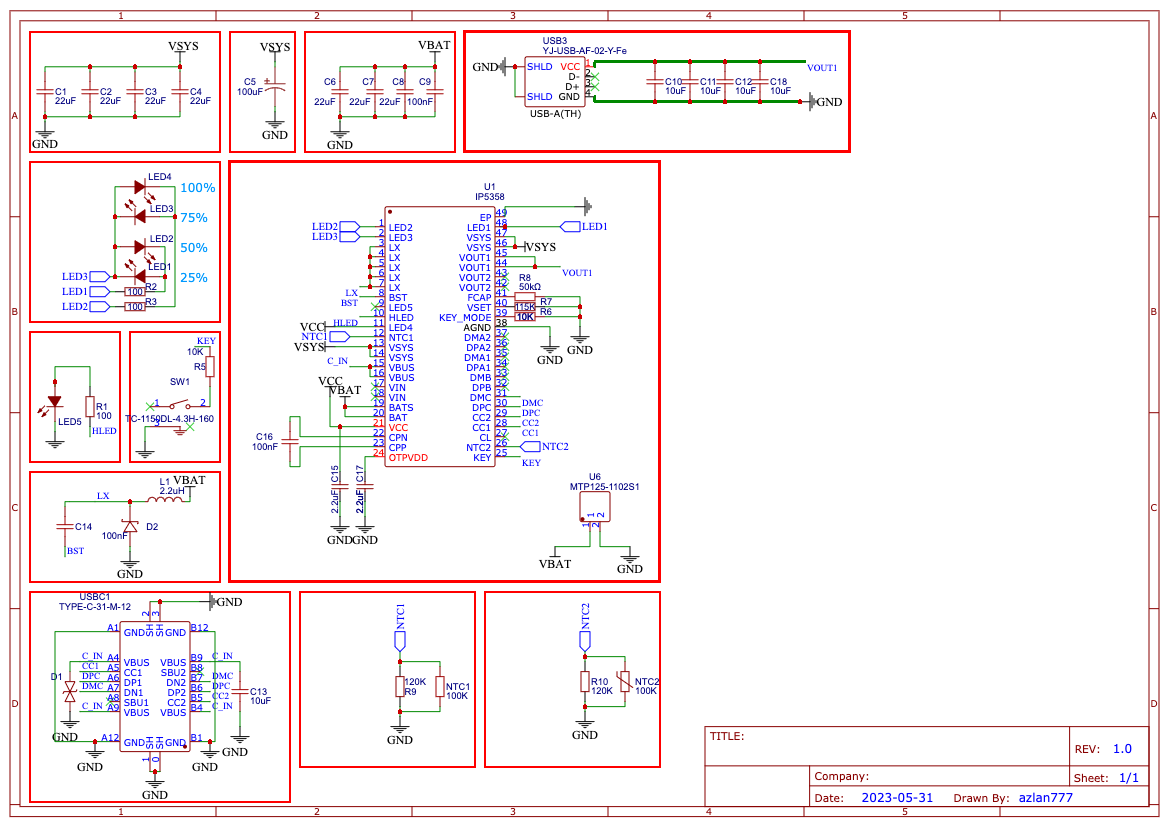 1 2 3 4 5
A
B
C
D
A
B
C
D
VSYS
C1
22uF
C2
22uF
C3
22uF
C4
22uF
GND
VSYS
C5
100uF
+
GND
VBAT
C6
22uF
C7
22uF
C8
22uF
C9
100nF
GND
USB3
YJ-USB-AF-02-Y-Fe
GND
SHLD VCC 1
D- 2
D+ 3
SHLD GND 4
USB-A(TH)
VOUT1
C10
10uF
C11
10uF
C12
10uF
C18
10uF
GND
LED4 100%
LED3 75%
LED2 50%
LED1 25%
LED3
LED1 100 R2
LED2 100 R3
U1
IP5358
LED2 1 LED2
LED3 2 LED3
3 LX
4 LX
5 LX
6 LX
7 LX
LX 8 BST
BST 9 LED5
HLED 10 HLED
VCC 11 LED4
NTC1 12 NTC1
VSYS 13 VSYS
14 VSYS
C_IN 15 VBUS
16 VBUS
VCC 17 VIN
VBAT 18 VIN
19 BATS
20 BAT
21 VCC
22 CPN
23 CPP
24 OTPVDD
EP 49
LED1 48 LED1
VSYS 47
VSYS 46 VSYS
VOUT1 45
VOUT1 44 VOUT1
VOUT2 43
VOUT2 42
FCAP 41
VSET 40
KEY_MODE 39
AGND 38
DMA2 37
DPA2 36
DMA1 35
DPA1 34
DMB 33
DPB 32
DMC 31
DPC 30 DMC
CC2 29 DPC
CC1 28 CC2
CL 27 CC1
NTC2 26 NTC2
KEY 25 KEY
R8
50kΩ
R7
115K
R6
10K
GND
GND
C16
100nF
C15
2.2uF
C17
2.2uF
GND GND
U6
MTP125-1102S1
1 2
1 2
VBAT
GND
LED5
R1
100
HLED
KEY
10K
R5
SW1
1 2
TC-1150DL-4.3H-160
3
LX
L1
2.2uH
VBAT
C14
100nF
D2
BST
GND
USBC1
TYPE-C-31-M-12
GND
2 3
SH SH
A1 GND GND B12
C_IN A4 VBUS VBUS B9 C_IN
CC1 A5 CC1 SBU2 B8
DPC A6 DP1 DN2 B7 DMC
DMC A7 DN1 DP2 B6 DPC
A8 SBU1 CC2 B5 CC2
C_IN A9 VBUS VBUS B4 C_IN
A12 GND GND B1
SH SH
1 0
D1
GND
C13
10uF
GND
GND
GND
GND
NTC1
120K
R9
NTC1
100K
GND
NTC2
R10
120K
NTC2
100K
GND
TITLE:
REV: 1.0
Company:
Sheet: 1/1
Date: 2023-05-31 Drawn By: azlan777
1 2 3 4 5